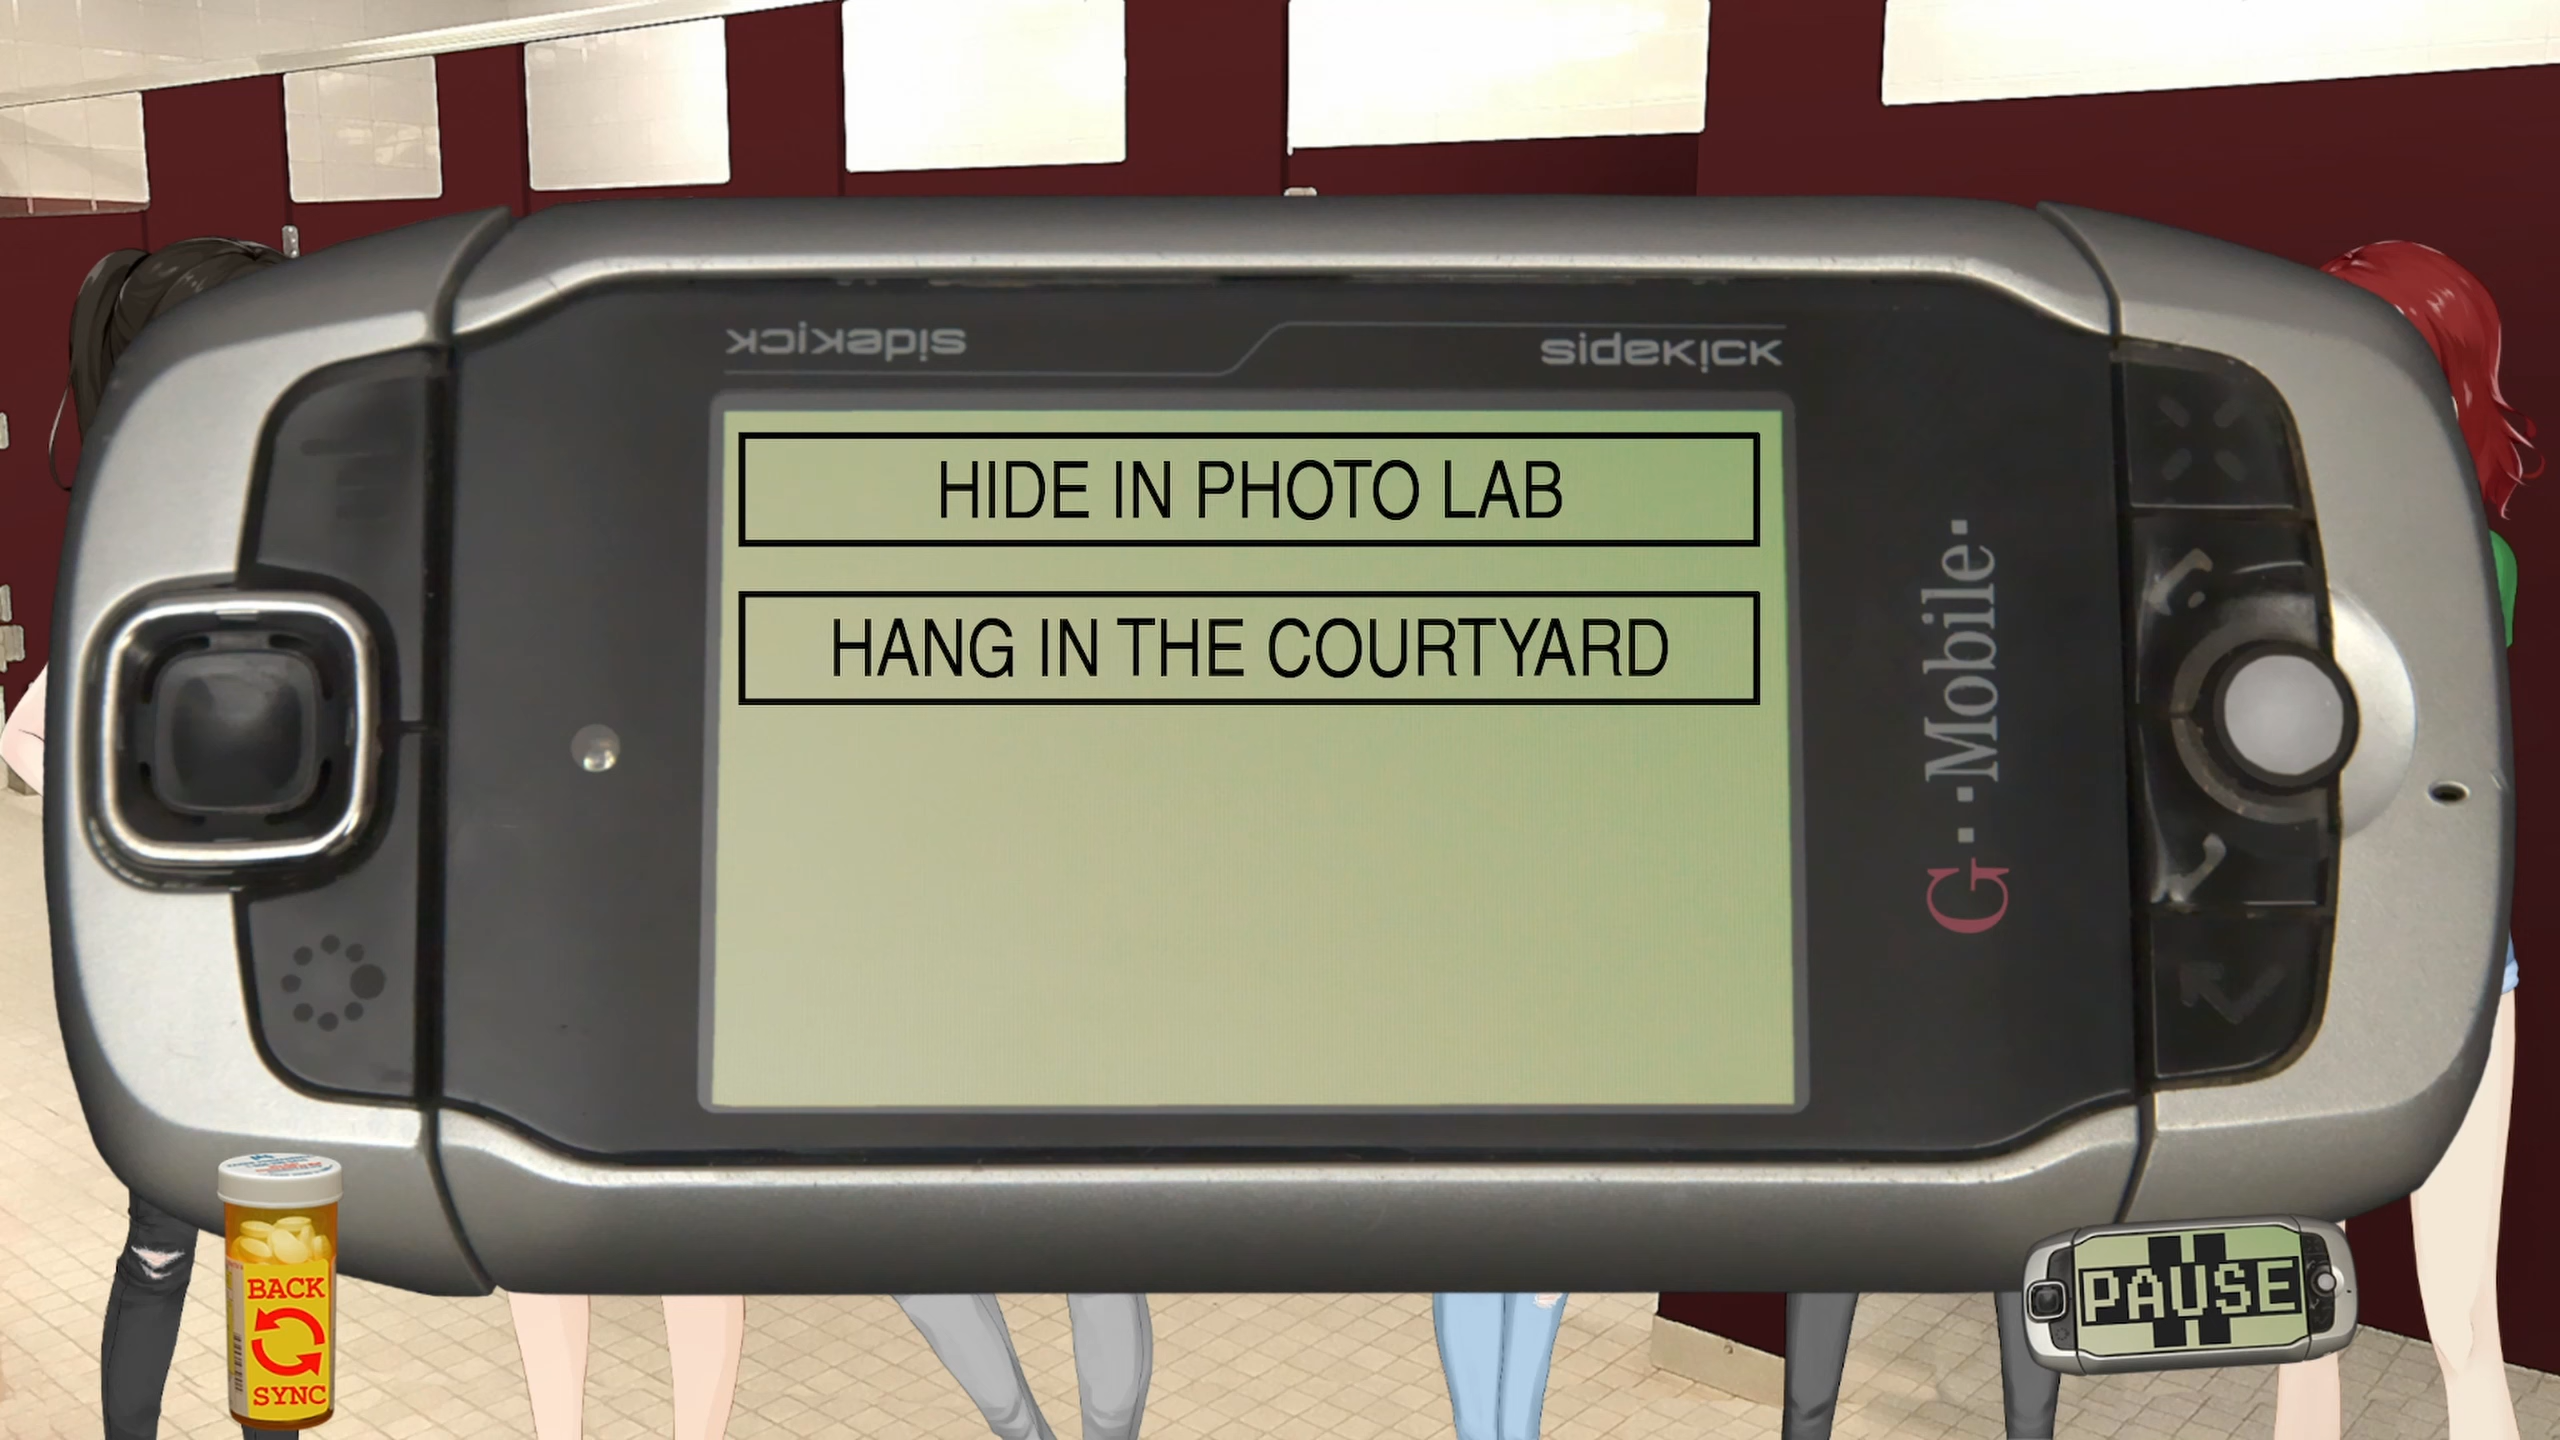 sidekick
sidekick
HIDE IN PHOTO LAB
HANG IN THE COURTYARD
G··Mobile·
BACK
SYNC
PAUSE